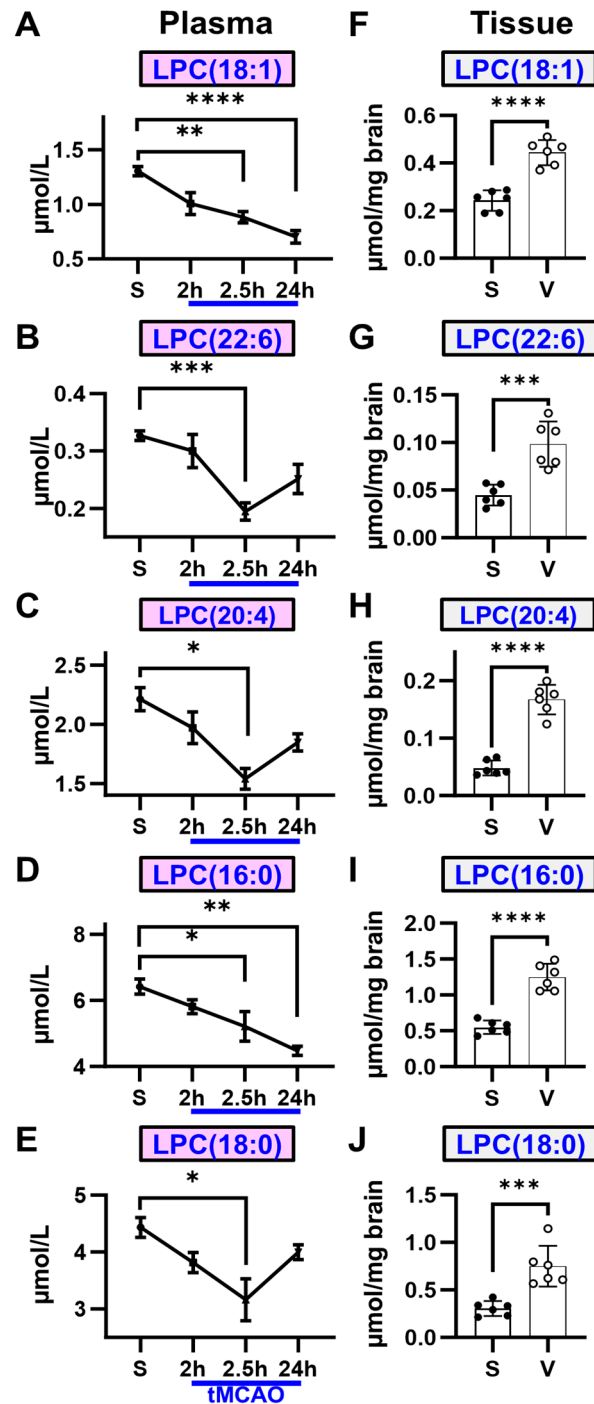 A Plasma
LPC(18:1)
****
**
µmol/L
1.5
1.0
0.5
S 2h 2.5h 24h
F Tissue
LPC(18:1)
****
µmol/mg brain
0.6
0.4
0.2
0.0
S V
B
LPC(22:6)
***
µmol/L
0.4
0.3
0.2
S 2h 2.5h 24h
G
LPC(22:6)
***
µmol/mg brain
0.15
0.10
0.05
0.00
S V
C
LPC(20:4)
*
µmol/L
2.5
2.0
1.5
S 2h 2.5h 24h
H
LPC(20:4)
****
µmol/mg brain
0.2
0.1
0.0
S V
D
LPC(16:0)
**
*
µmol/L
8
6
4
S 2h 2.5h 24h
I
LPC(16:0)
****
µmol/mg brain
2.0
1.5
1.0
0.5
0.0
S V
E
LPC(18:0)
*
µmol/L
5
4
3
S 2h 2.5h 24h
tMCAO
J
LPC(18:0)
***
µmol/mg brain
1.5
1.0
0.5
0.0
S V